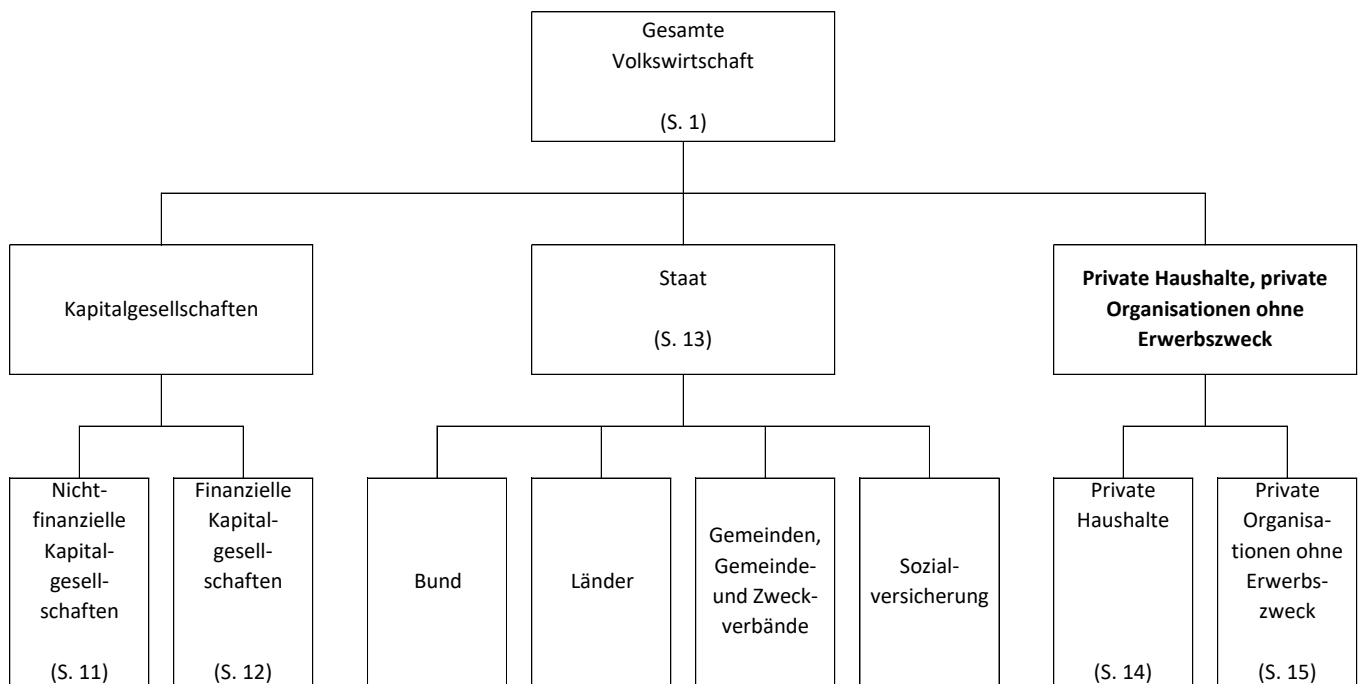 Gesamte
Volkswirtschaft
(S. 1)
Kapitalgesellschaften
Staat
(S. 13)
Private Haushalte, private
Organisationen ohne
Erwerbszweck
Nicht-
finanzielle
Kapital-
gesell-
schaften
(S. 11)
Finanzielle
Kapital-
gesell-
schaften
(S. 12)
Bund
Länder
Gemeinden,
Gemeinde-
und Zweck-
verbände
Sozial-
versicherung
Private
Haushalte
(S. 14)
Private
Organisa-
tionen ohne
Erwerbs-
zweck
(S. 15)